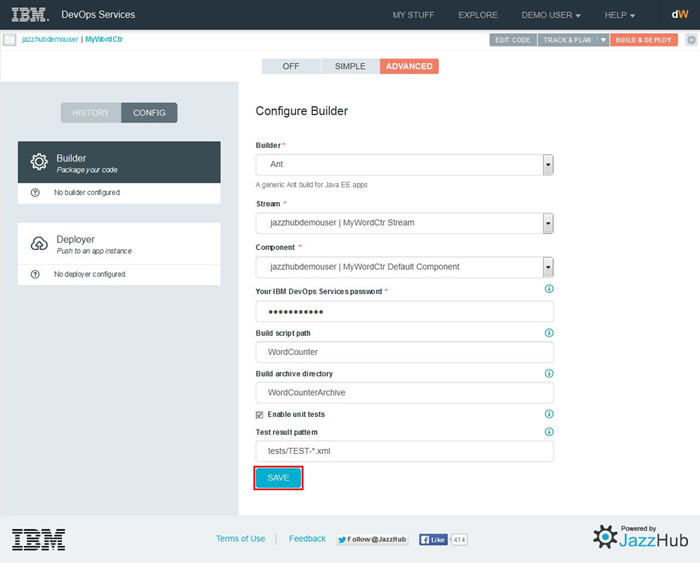 IBM. DevOps Services MY STUFF EXPLORE DEMO USER HELP dW
jazzhubdemouser | MyWordCtr EDIT CODE TRACK & PLAN BUILD & DEPLOY
OFF SIMPLE ADVANCED
HISTORY CONFIG
Builder
Package your code
No builder configured
Deployer
Push to an app instance
No deployer configured
Configure Builder
Builder *
Ant
A generic Ant build for Java EE apps
Stream *
jazzhubdemouser | MyWordCtr Stream
Component *
jazzhubdemouser | MyWordCtr Default Component
Your IBM DevOps Services password *
•••••••••••
Build script path
WordCounter
Build archive directory
WordCounterArchive
Enable unit tests
Test result pattern
tests/TEST-*.xml
SAVE
IBM Terms of Use | Feedback Follow @JazzHub Like 414
Powered by
JazzHub